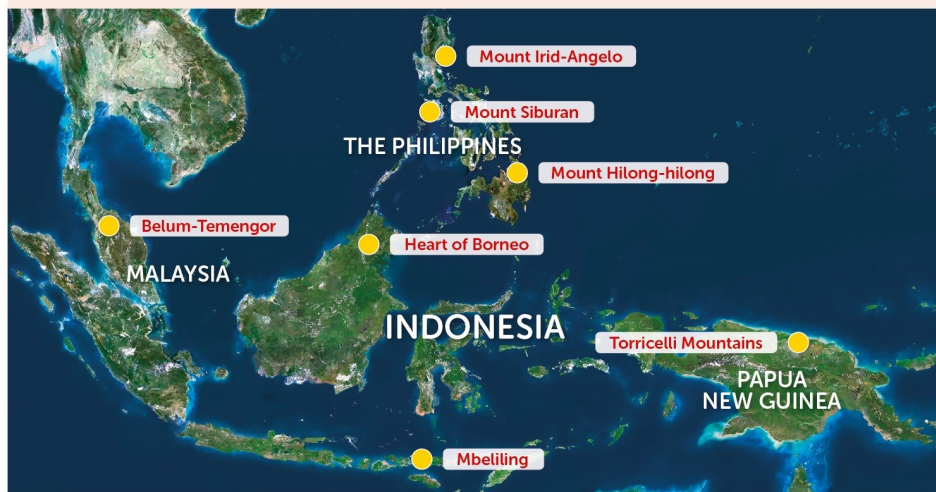 Mount Irid-Angelo
Mount Siburan
THE PHILIPPINES
Mount Hilong-hilong
Belum-Temengor
Heart of Borneo
MALAYSIA
INDONESIA
Torricelli Mountains
PAPUA
NEW GUINEA
Mbeliling